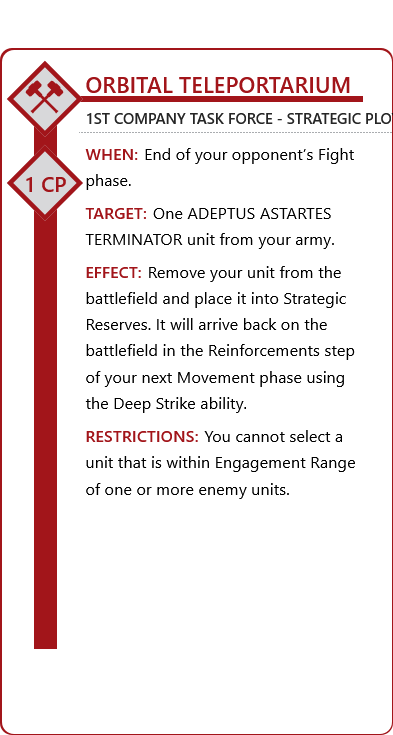 ORBITAL TELEPORTARIUM
1ST COMPANY TASK FORCE - STRATEGIC PLO
1 CP
WHEN: End of your opponent’s Fight
phase.
TARGET: One ADEPTUS ASTARTES
TERMINATOR unit from your army.
EFFECT: Remove your unit from the
battlefield and place it into Strategic
Reserves. It will arrive back on the
battlefield in the Reinforcements step
of your next Movement phase using
the Deep Strike ability.
RESTRICTIONS: You cannot select a
unit that is within Engagement Range
of one or more enemy units.